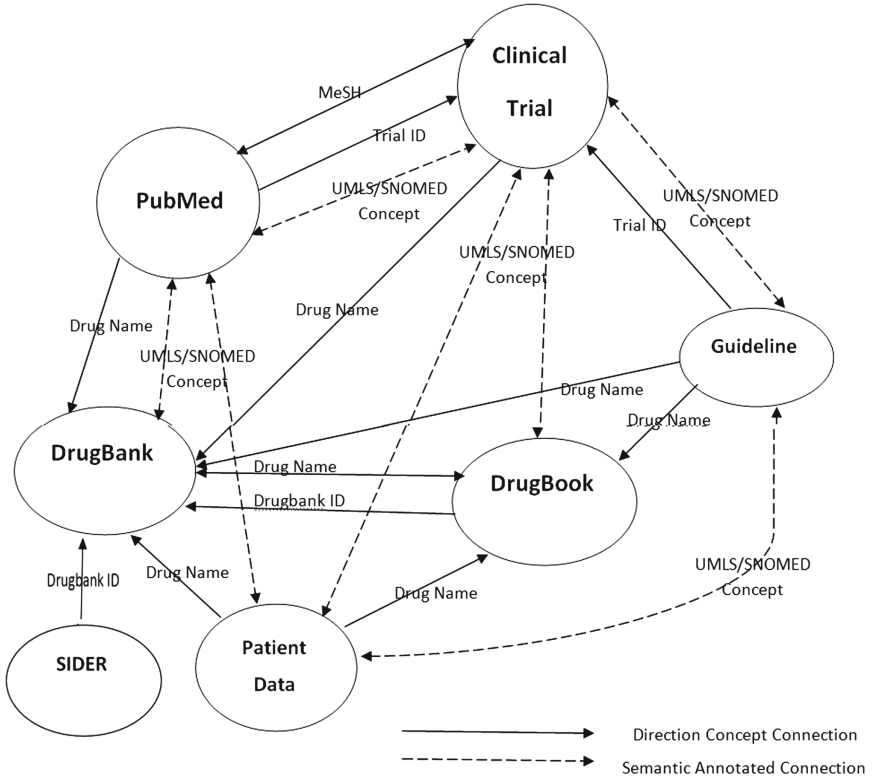 Clinical
Trial
MeSH
Trial ID
PubMed
UMLS/SNOMED
Concept
UMLS/SNOMED
Concept
Trial ID
UMLS/SNOMED
Concept
Drug Name
Drug Name
UMLS/SNOMED
Concept
Guideline
Drug Name
Drug Name
DrugBank
Drug Name
DrugBook
Drugbank ID
Drugbank ID
Drug Name
Drug Name
UMLS/SNOMED
Concept
SIDER
Patient
Data
Direction Concept Connection
Semantic Annotated Connection